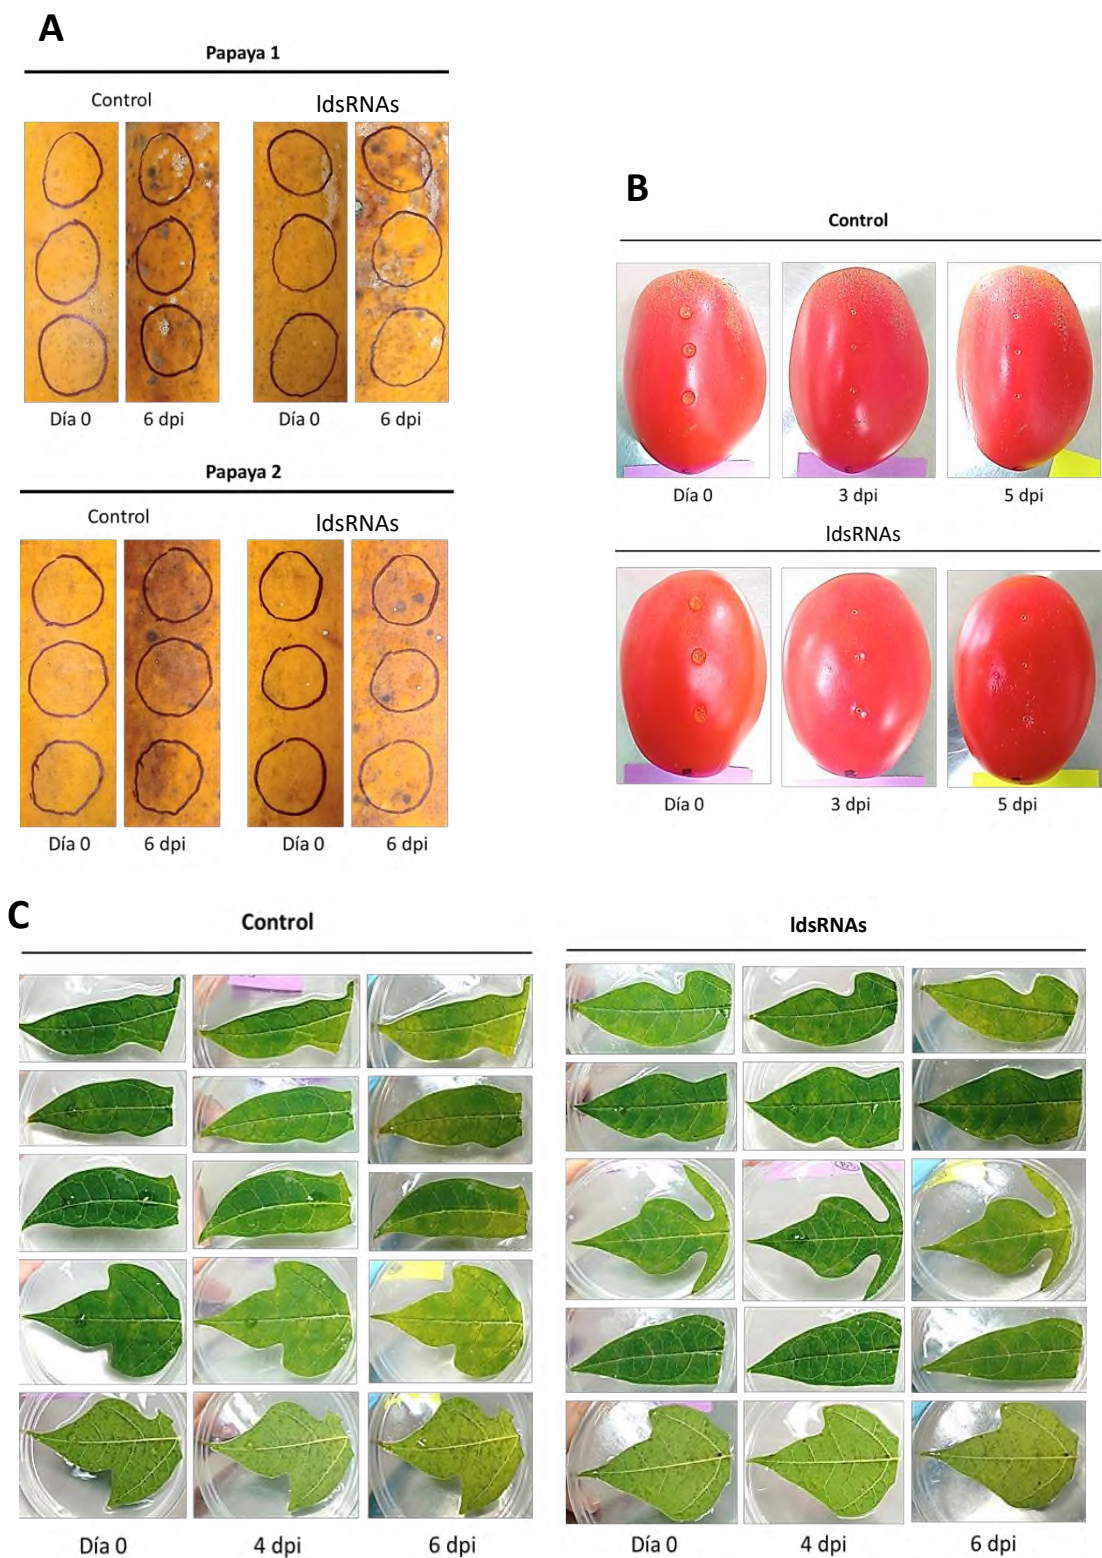 A
Papaya 1
Control
ldsRNAs
Día 0
6 dpi
Día 0
6 dpi
Papaya 2
Control
ldsRNAs
Día 0
6 dpi
Día 0
6 dpi
B
Control
Día 0
3 dpi
5 dpi
ldsRNAs
Día 0
3 dpi
5 dpi
C
Control
ldsRNAs
Día 0
4 dpi
6 dpi
Día 0
4 dpi
6 dpi